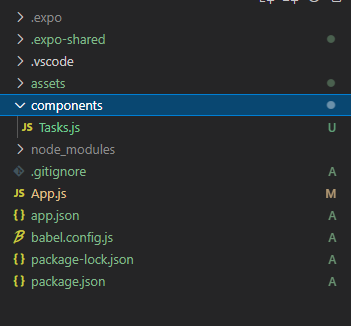 .expo
.expo-shared
.vscode
assets
components
JS Tasks.js U
node_modules
.gitignore A
JS App.js M
{} app.json A
babel.config.js A
{} package-lock.json A
{} package.json A